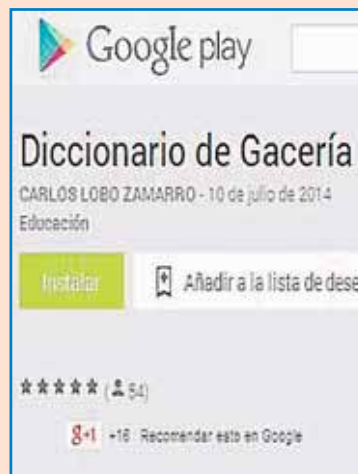 Google play
Diccionario de Gacería
CARLOS LOBO ZAMARRO - 10 de julio de 2014
Educación
Instalar
Añadir a la lista de dese
(54)
g+1 +16 Recomendar esto en Google